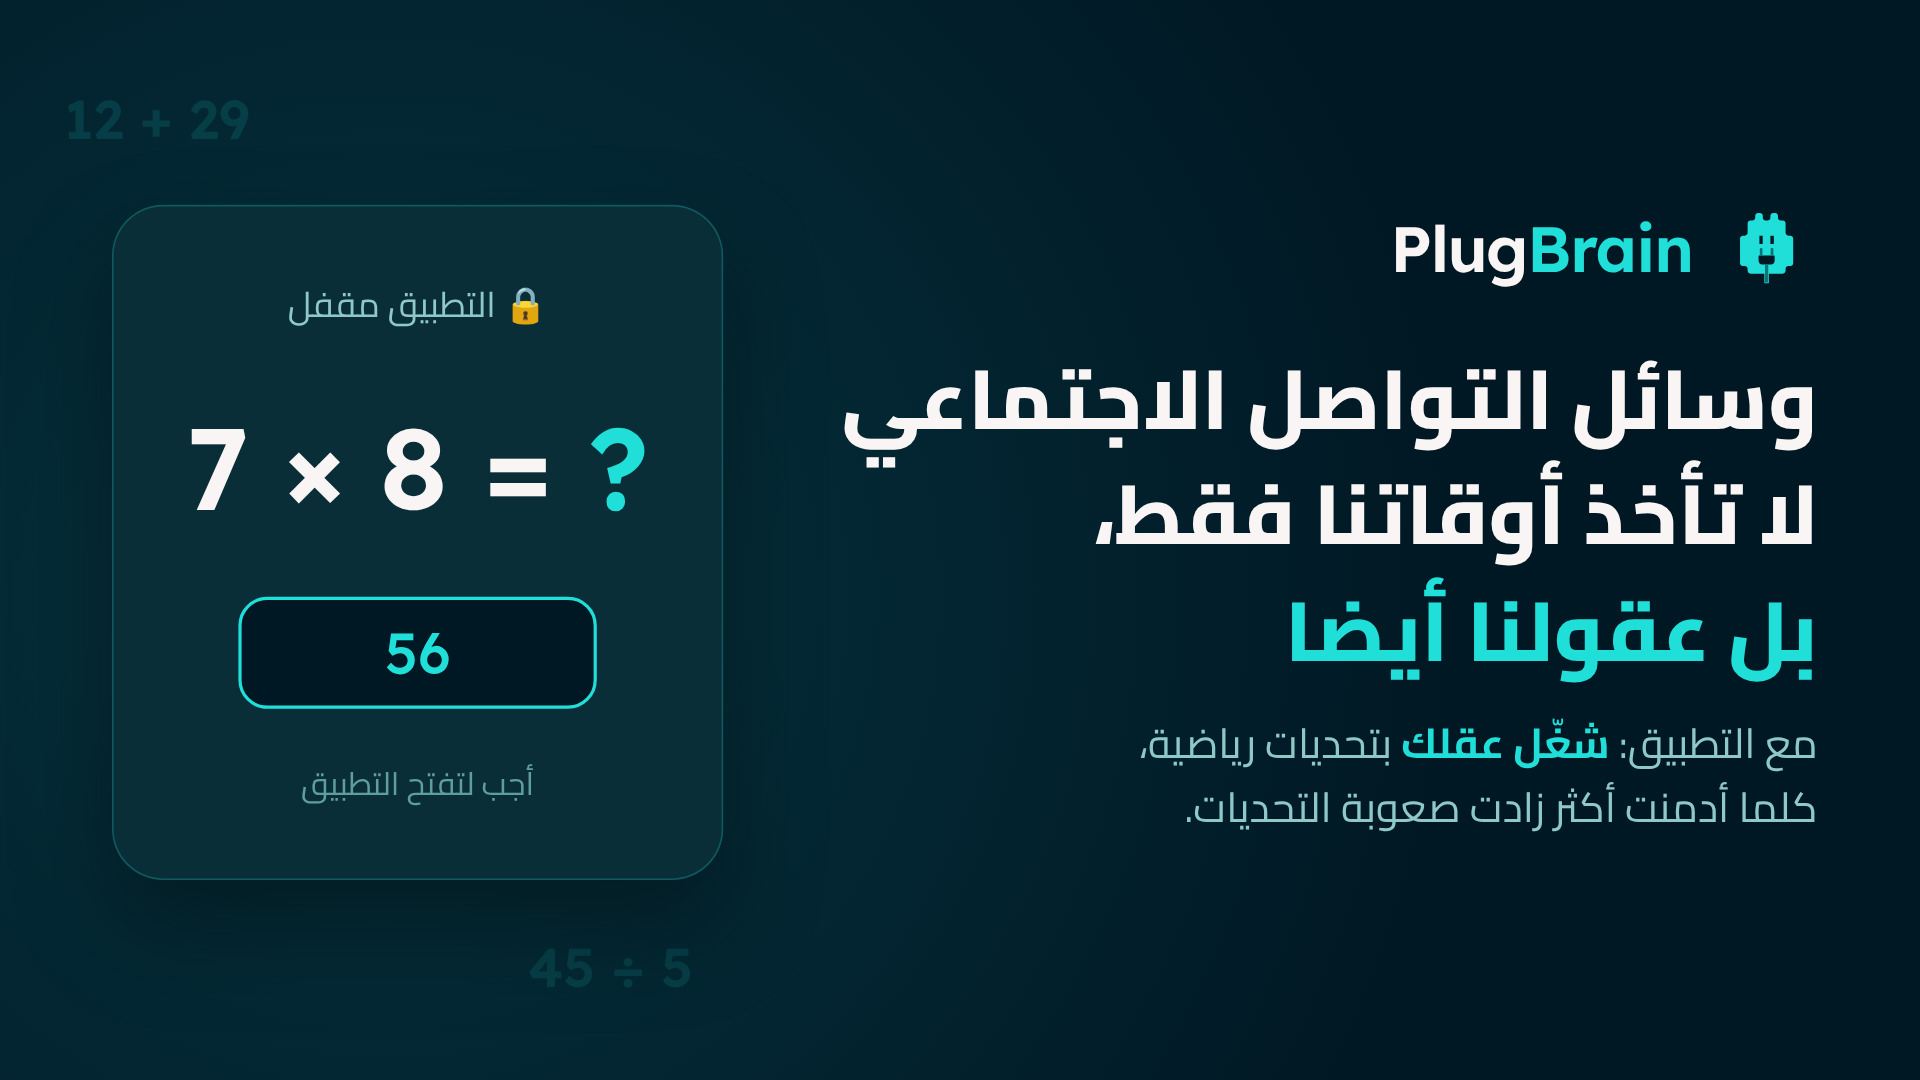 PlugBrain
وسائل التواصل الاجتماعي
لا تأخذ أوقاتنا فقط،
بل عقولنا أيضا
مع التطبيق: شغّل عقلك بتحديات رياضية،
كلما أدمنت أكثر زادت صعوبة التحديات.
12 + 29
🔒 التطبيق مقفل
7 × 8 = ?
56
أجب لتفتح التطبيق
45 ÷ 5